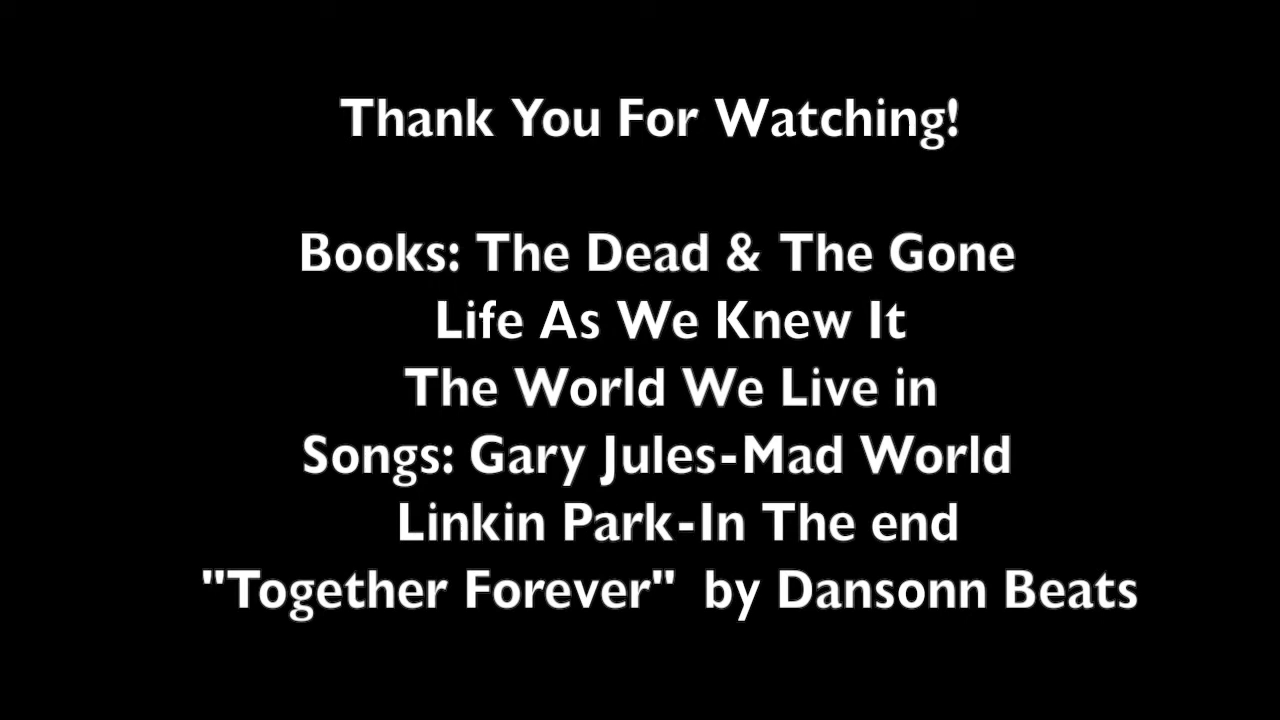 Thank You For Watching!
Books: The Dead & The Gone
Life As We Knew It
The World We Live in
Songs: Gary Jules-Mad World
Linkin Park-In The end
"Together Forever" by Dansonn Beats